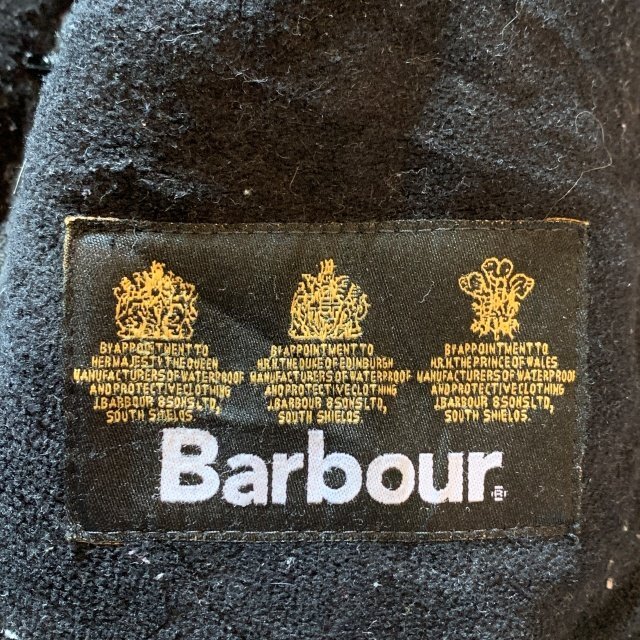 BY APPOINTMENT TO
HER MAJESTY THE QUEEN
MANUFACTURERS OF WATERPROOF
AND PROTECTIVE CLOTHING
J.BARBOUR & SONS LTD,
SOUTH SHIELDS.
BY APPOINTMENT TO
H.R.H. THE DUKE OF EDINBURGH
MANUFACTURERS OF WATERPROOF
AND PROTECTIVE CLOTHING
J.BARBOUR & SONS LTD,
SOUTH SHIELDS.
BY APPOINTMENT TO
H.R.H. THE PRINCE OF WALES
MANUFACTURERS OF WATERPROOF
AND PROTECTIVE CLOTHING
J.BARBOUR & SONS LTD,
SOUTH SHIELDS.
Barbour®